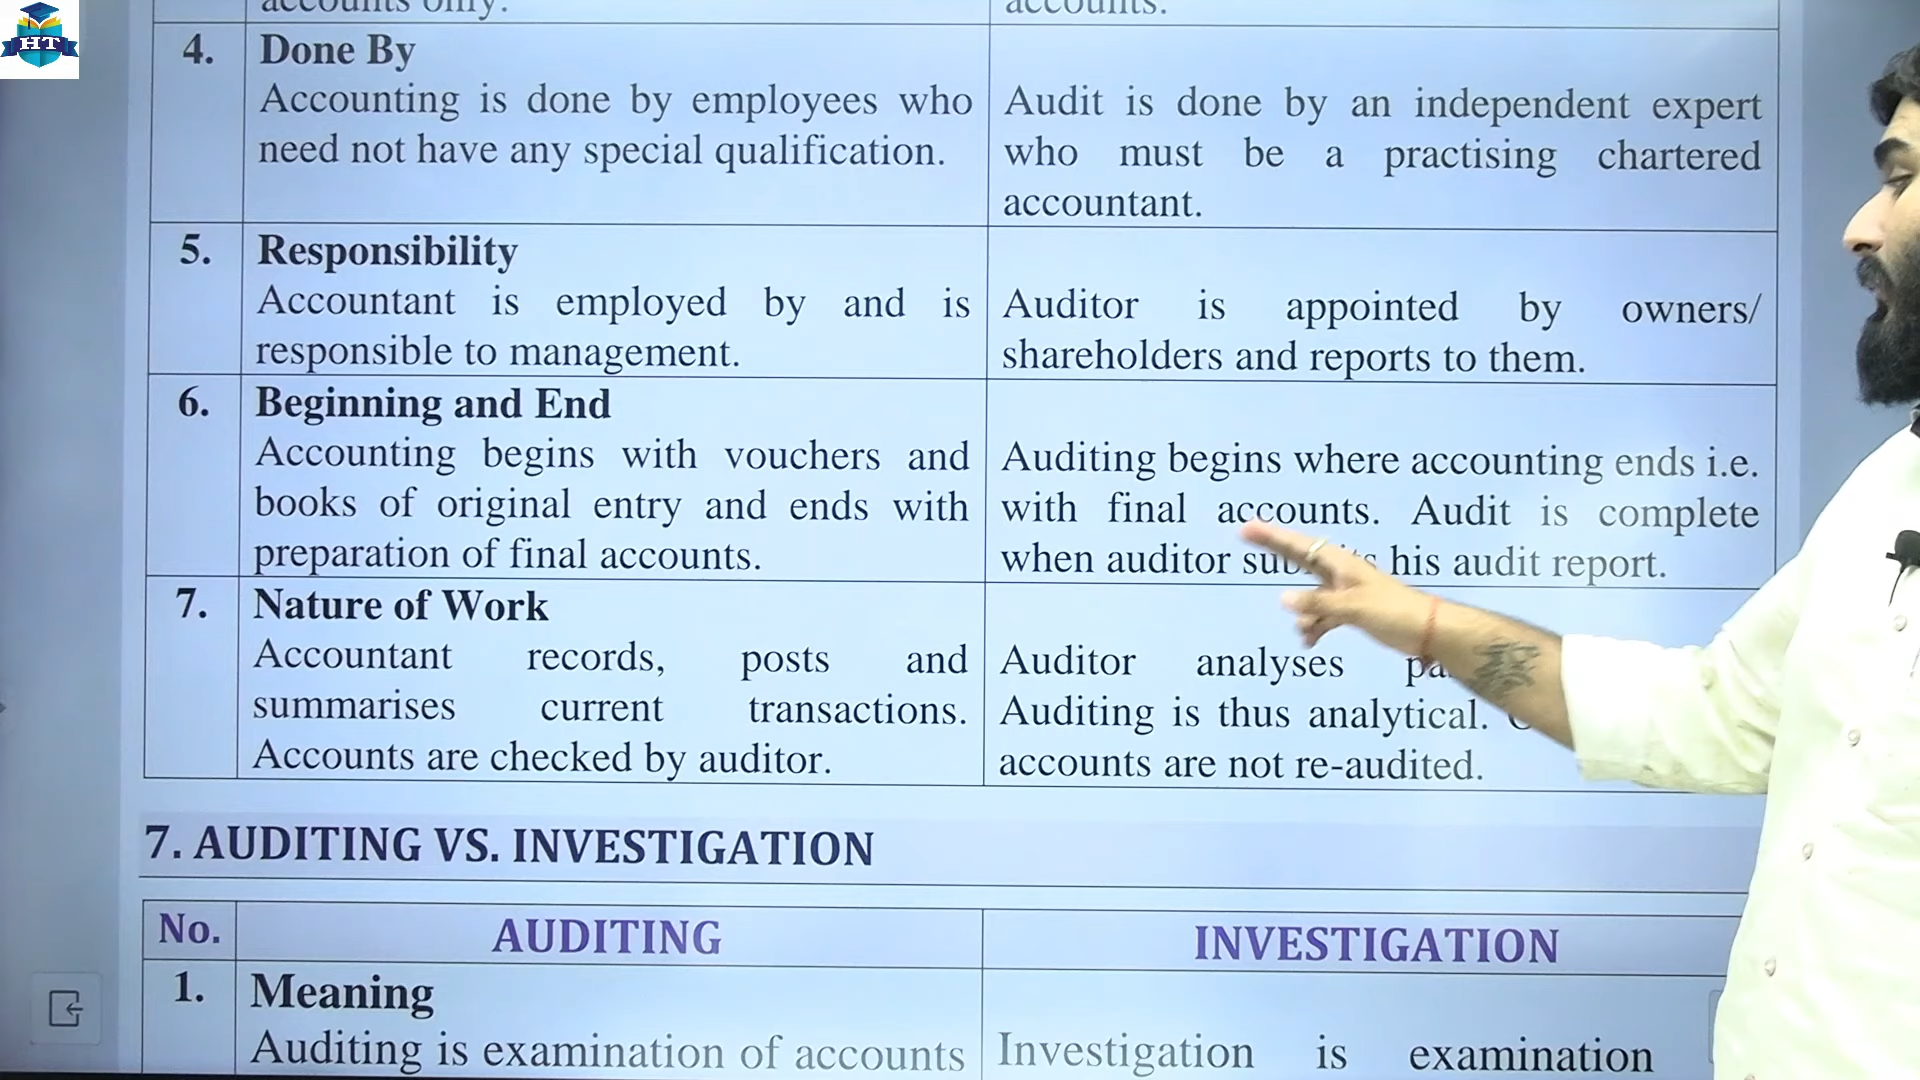 HT
accounts only.
accounts.
4.
Done By
Accounting is done by employees who
need not have any special qualification.
Audit is done by an independent expert
who must be a practising chartered
accountant.
5.
Responsibility
Accountant is employed by and is
responsible to management.
Auditor is appointed by owners/
shareholders and reports to them.
6.
Beginning and End
Accounting begins with vouchers and
books of original entry and ends with
preparation of final accounts.
Auditing begins where accounting ends i.e.
with final accounts. Audit is complete
when auditor his audit report.
7.
Nature of Work
Accountant records, posts and
summarises current transactions.
Accounts are checked by auditor.
Auditor analyses
Auditing is thus analytical.
accounts are not re-audited.
7. AUDITING VS. INVESTIGATION
No.
AUDITING
INVESTIGATION
1.
Meaning
Auditing is examination of accounts
Investigation is examination